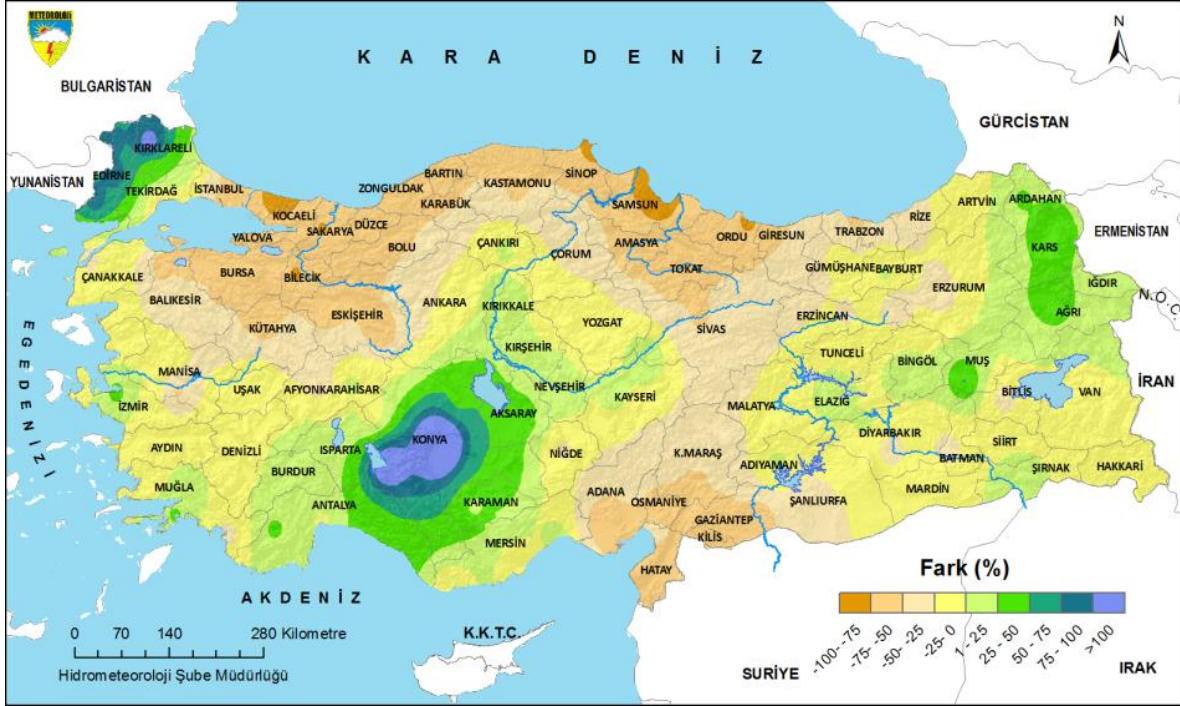 METEOROLOJİ
K A R A D E N İ Z
N
BULGARİSTAN
GÜRCİSTAN
YUNANİSTAN
ERMENİSTAN
N.Ö.Ç.
İRAN
E G E D E N İ Z İ
KIRKLARELİ
EDİRNE
TEKİRDAĞ
İSTANBUL
KOCAELİ
YALOVA
SAKARYA
DÜZCE
ZONGULDAK
BARTIN
KARABÜK
KASTAMONU
SİNOP
SAMSUN
BOLU
ÇANKIRI
ÇORUM
AMASYA
TOKAT
ORDU
GİRESUN
TRABZON
RİZE
ARTVİN
ARDAHAN
KARS
IĞDIR
AĞRI
GÜMÜŞHANE
BAYBURT
ERZURUM
ERZİNCAN
ÇANAKKALE
BALIKESİR
BURSA
BİLECİK
ESKİŞEHİR
KÜTAHYA
ANKARA
KIRIKKALE
YOZGAT
SİVAS
KIRŞEHİR
NEVŞEHİR
KAYSERİ
TUNCELİ
BİNGÖL
MUŞ
BİTLİS
VAN
MANİSA
UŞAK
AFYONKARAHİSAR
İZMİR
AYDIN
DENİZLİ
ISPARTA
BURDUR
MUĞLA
ANTALYA
KONYA
AKSARAY
NİĞDE
KARAMAN
MERSİN
ADANA
OSMANİYE
K.MARAŞ
MALATYA
ELAZIĞ
DİYARBAKIR
BATMAN
SİİRT
ŞIRNAK
HAKKARİ
ADIYAMAN
ŞANLIURFA
MARDİN
GAZİANTEP
KİLİS
HATAY
A K D E N İ Z
K.K.T.C.
SURİYE
IRAK
0 70 140 280 Kilometre
Hidrometeoroloji Şube Müdürlüğü
Fark (%)
-100--75
-75--50
-50--25
-25- 0
1 - 25
25 - 50
50 - 75
75 - 100
>100